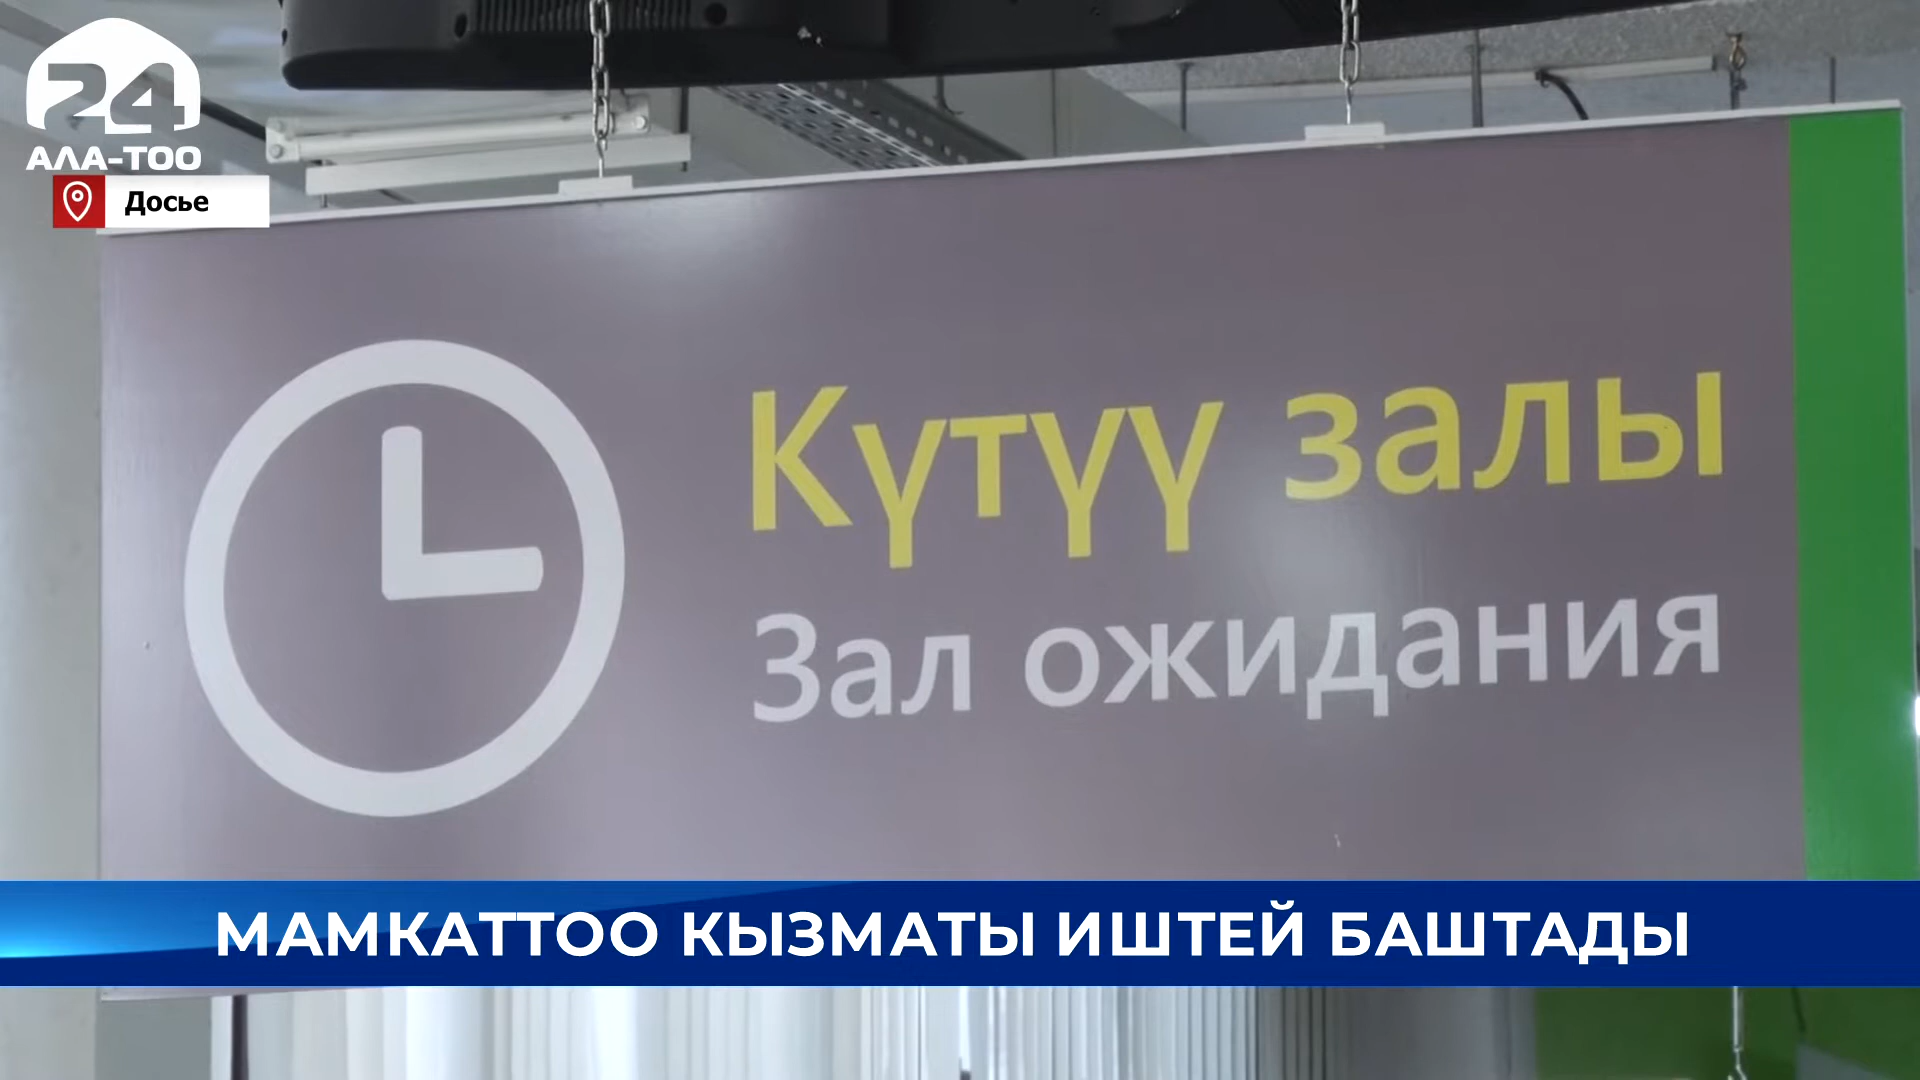 24
АЛА-ТОО
Досье
Күтүү залы
Зал ожидания
МАМКАТТОО КЫЗМАТЫ ИШТЕЙ БАШТАДЫ